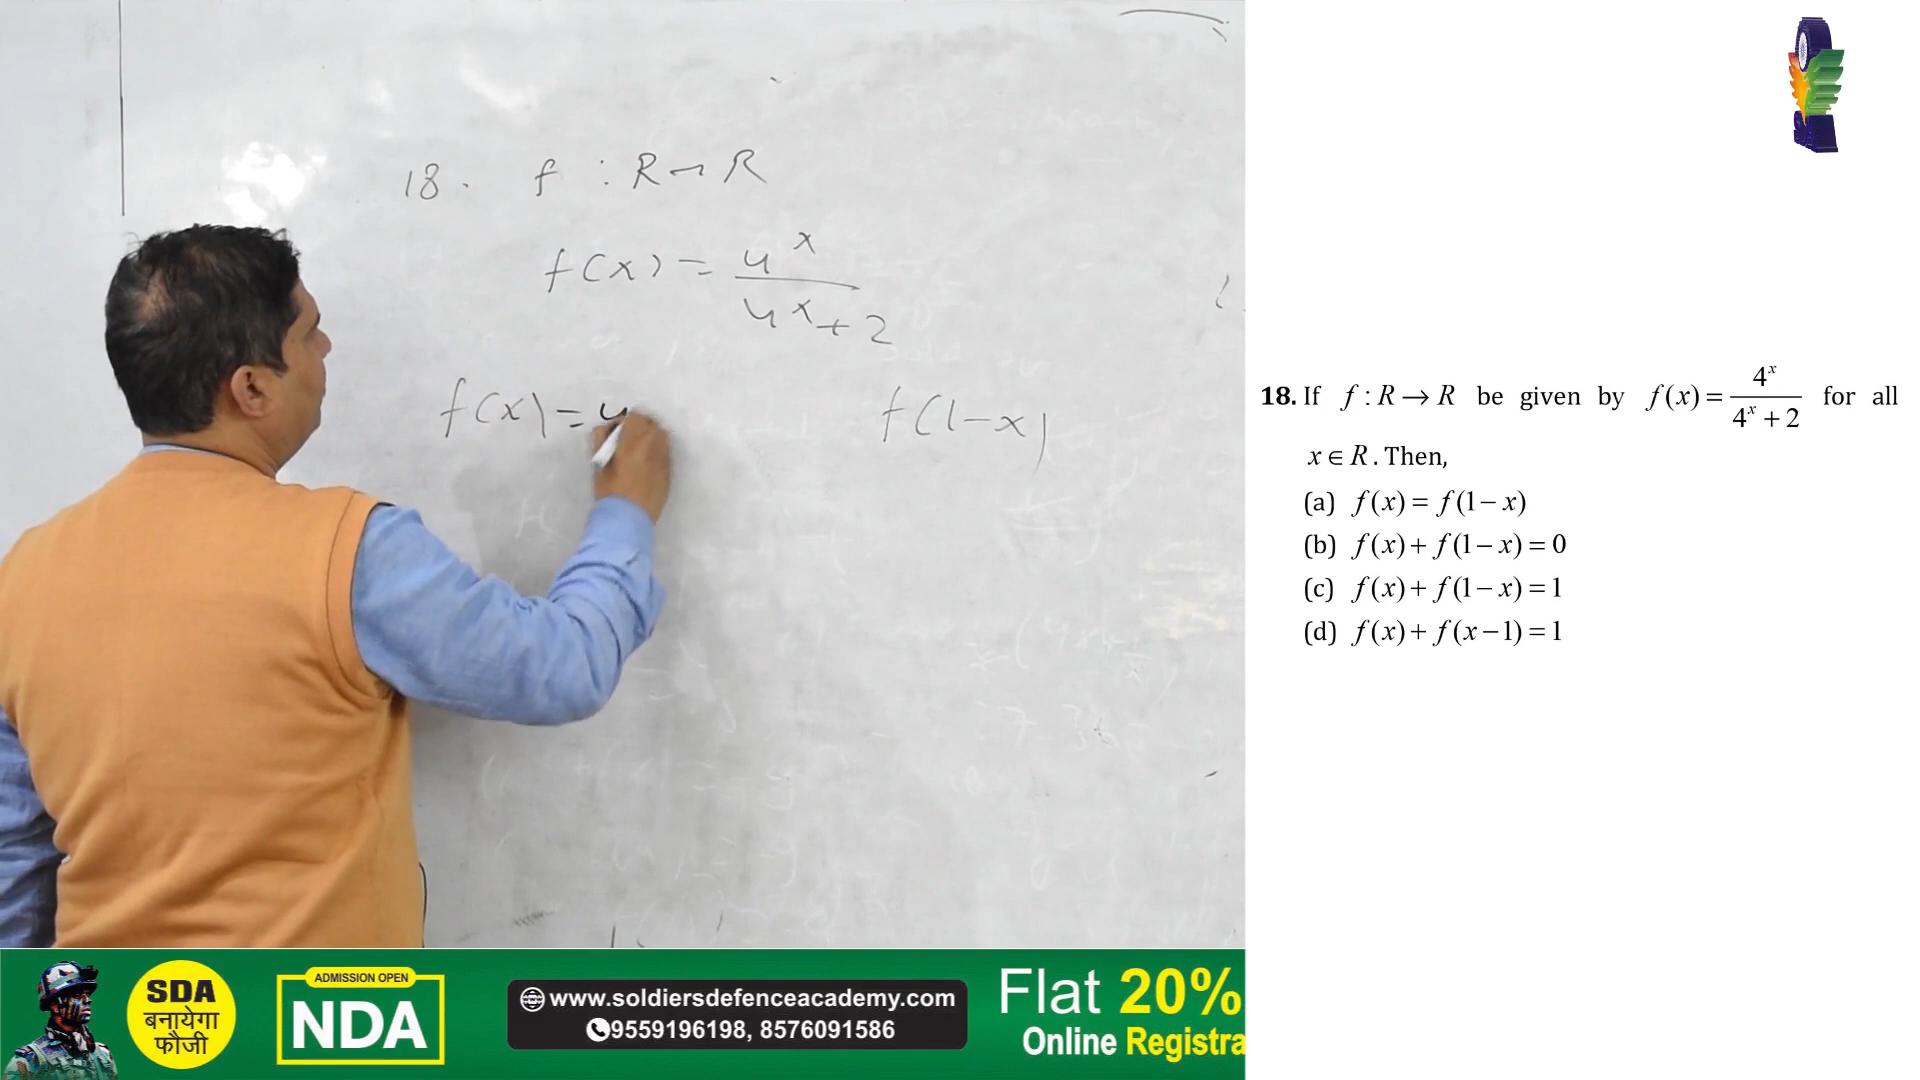 18. f : R → R
f(x) = 4^x / (4^x + 2)
f(x) = 4
f(1-x)
18. If f : R → R be given by f(x) = 4^x / (4^x + 2) for all
x ∈ R. Then,
(a) f(x) = f(1 − x)
(b) f(x) + f(1 − x) = 0
(c) f(x) + f(1 − x) = 1
(d) f(x) + f(x − 1) = 1
SDA
बनायेगा
फौजी
ADMISSION OPEN
NDA
www.soldiersdefenceacademy.com
9559196198, 8576091586
Flat 20%
Online Registra